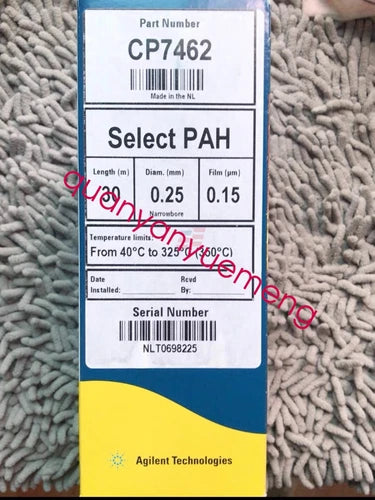 Part Number
CP7462
Made in the NL
Select PAH
Length (m) Diam. (mm) Film (µm)
30 0.25 0.15
Narrowbore
quanyanyuemeng
Temperature limits:
From 40°C to 325°C (350°C)
Date Rcvd
Installed: By:
Serial Number
NLT0698225
Agilent Technologies